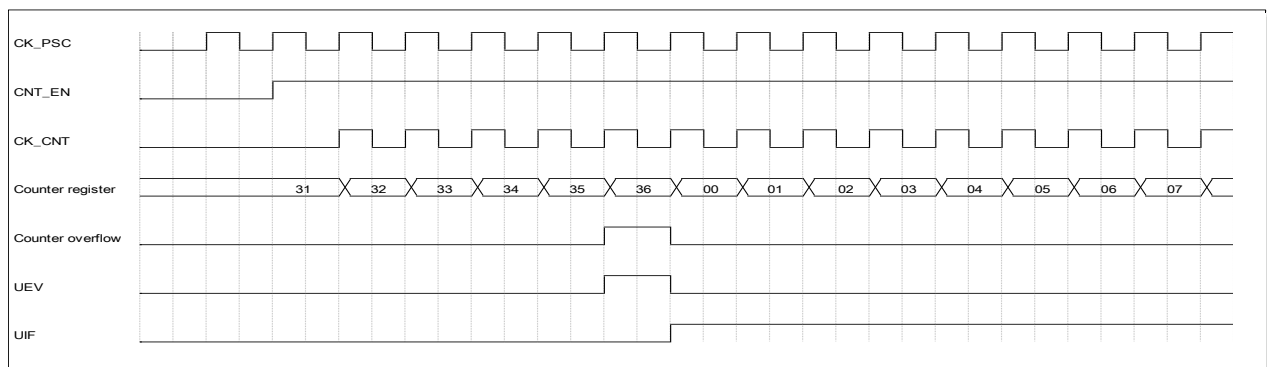 CK_PSC
CNT_EN
CK_CNT
Counter register 31 32 33 34 35 36 00 01 02 03 04 05 06 07
Counter overflow
UEV
UIF